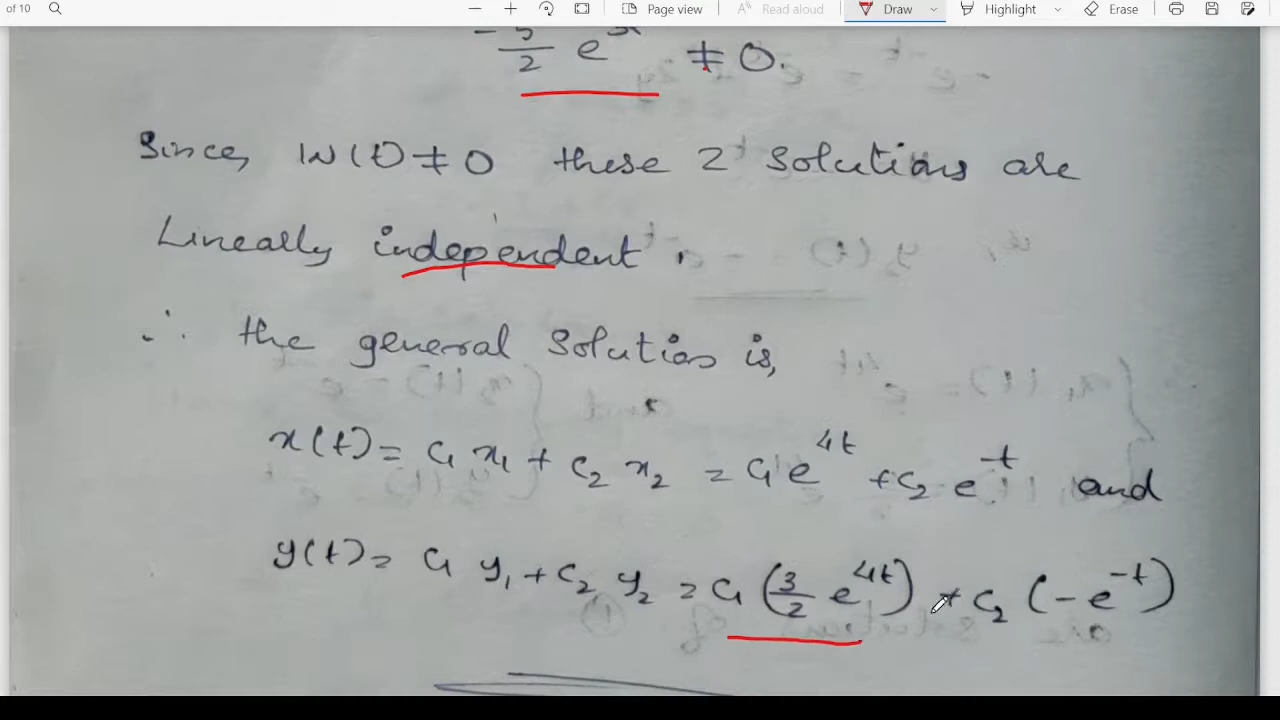 of 10 Page view Read aloud Draw Highlight Erase
- 5/2 e ≠ 0.
Since, W(t) ≠ 0 these 2 solutions are
Linearly independent.
∴ the general solution is,
x(t) = c₁ x₁ + c₂ x₂ = c₁ e^{4t} + c₂ e^{-t} and
y(t) = c₁ y₁ + c₂ y₂ = c₁ (3/2 e^{4t}) + c₂ (-e^{-t})